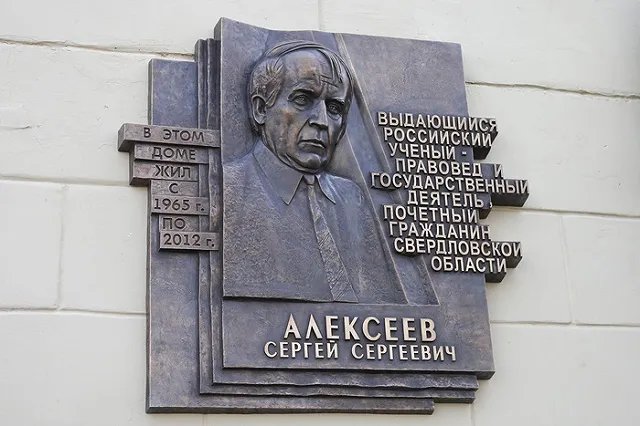 В ЭТОМ
ДОМЕ
ЖИЛ
С
1965 г.
ПО
2012 г.
ВЫДАЮЩИЙСЯ
РОССИЙСКИЙ
УЧЕНЫЙ -
ПРАВОВЕД И
ГОСУДАРСТВЕННЫЙ
ДЕЯТЕЛЬ
ПОЧЕТНЫЙ
ГРАЖДАНИН
СВЕРДЛОВСКОЙ
ОБЛАСТИ
АЛЕКСЕЕВ
СЕРГЕЙ СЕРГЕЕВИЧ